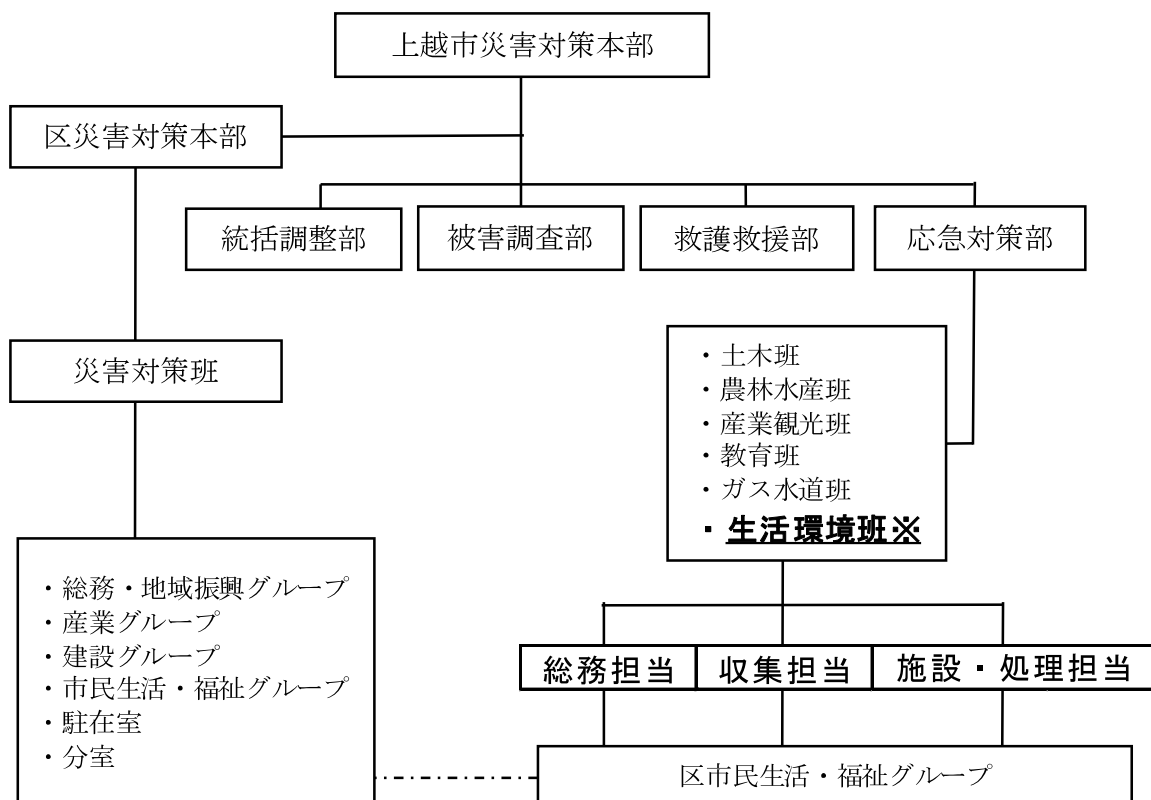 上越市災害対策本部
区災害対策本部
統括調整部
被害調査部
救護救援部
応急対策部
災害対策班
・土木班
・農林水産班
・産業観光班
・教育班
・ガス水道班
・生活環境班※
・総務・地域振興グループ
・産業グループ
・建設グループ
・市民生活・福祉グループ
・駐在室
・分室
総務担当
収集担当
施設・処理担当
区市民生活・福祉グループ